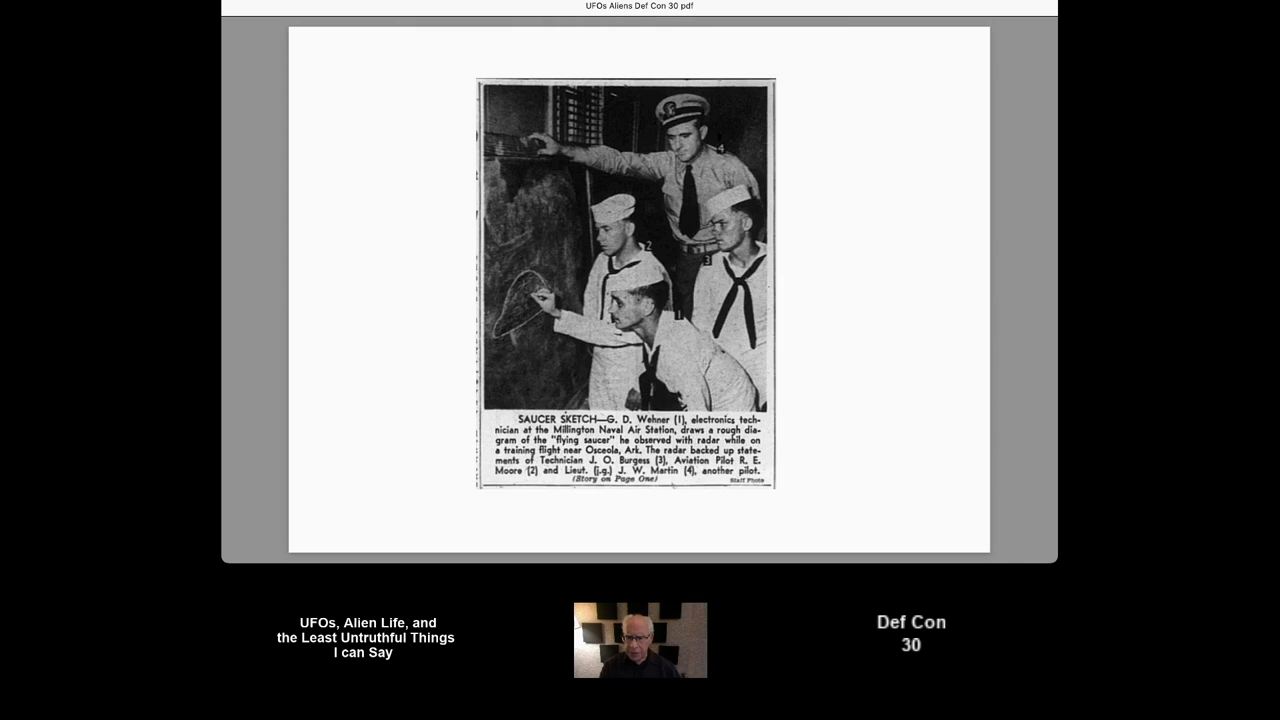 UFOs Aliens Def Con 30 pdf
4
2
3
1
SAUCER SKETCH—G. D. Wehner (1), electronics tech-
nician at the Millington Naval Air Station, draws a rough dia-
gram of the "flying saucer" he observed with radar while on
a training flight near Osceola, Ark. The radar backed up state-
ments of Technician J. O. Burgess (3), Aviation Pilot R. E.
Moore (2) and Lieut. (j.g.) J. W. Martin (4), another pilot.
(Story on Page One)
Staff Photo
UFOs, Alien Life, and
the Least Untruthful Things
I can Say
Def Con
30